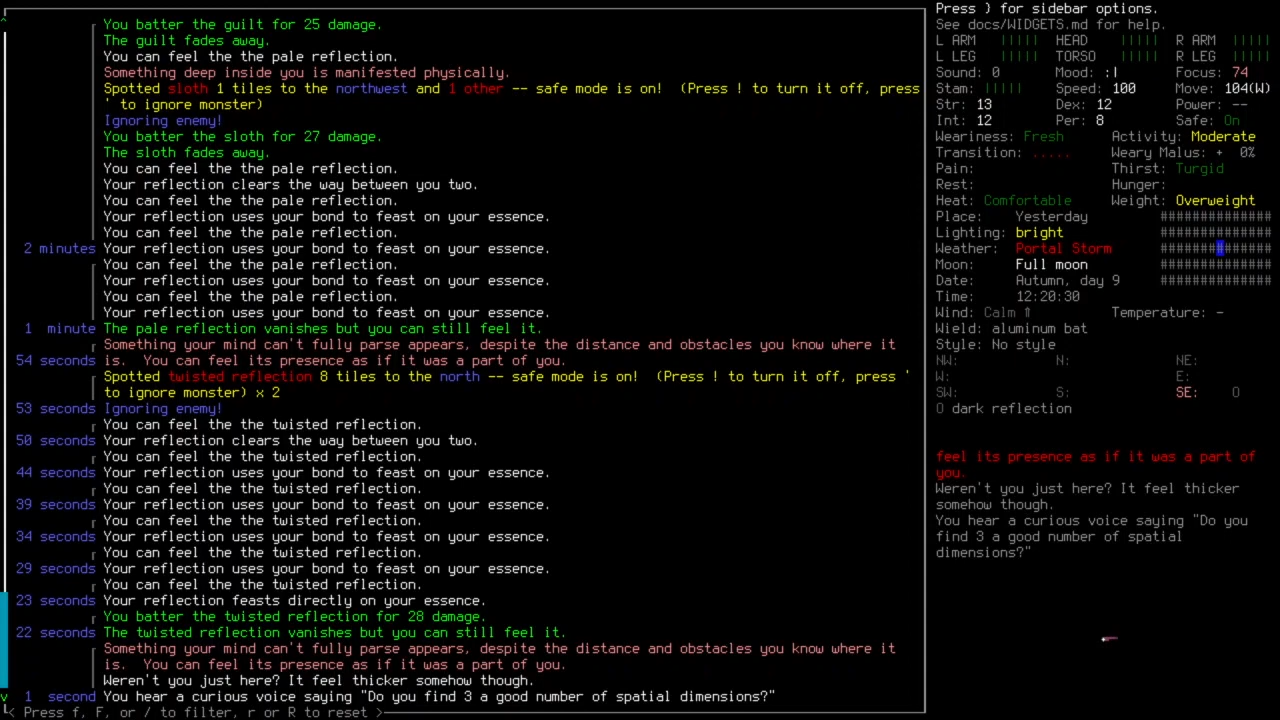 You batter the guilt for 25 damage.
The guilt fades away.
You can feel the the pale reflection.
Something deep inside you is manifested physically.
Spotted sloth 1 tiles to the northwest and 1 other -- safe mode is on!  (Press ! to turn it off, press
' to ignore monster)
Ignoring enemy!
You batter the sloth for 27 damage.
The sloth fades away.
You can feel the the pale reflection.
Your reflection clears the way between you two.
You can feel the the pale reflection.
Your reflection uses your bond to feast on your essence.
You can feel the the pale reflection.
2 minutes Your reflection uses your bond to feast on your essence.
You can feel the the pale reflection.
Your reflection uses your bond to feast on your essence.
You can feel the the pale reflection.
Your reflection uses your bond to feast on your essence.
1 minute The pale reflection vanishes but you can still feel it.
Something your mind can't fully parse appears, despite the distance and obstacles you know where it
54 seconds is.  You can feel its presence as if it was a part of you.
Spotted twisted reflection 8 tiles to the north -- safe mode is on!  (Press ! to turn it off, press '
to ignore monster) x 2
53 seconds Ignoring enemy!
You can feel the the twisted reflection.
50 seconds Your reflection clears the way between you two.
You can feel the the twisted reflection.
44 seconds Your reflection uses your bond to feast on your essence.
You can feel the the twisted reflection.
39 seconds Your reflection uses your bond to feast on your essence.
You can feel the the twisted reflection.
34 seconds Your reflection uses your bond to feast on your essence.
You can feel the the twisted reflection.
29 seconds Your reflection uses your bond to feast on your essence.
You can feel the the twisted reflection.
23 seconds Your reflection feasts directly on your essence.
You batter the twisted reflection for 28 damage.
22 seconds The twisted reflection vanishes but you can still feel it.
Something your mind can't fully parse appears, despite the distance and obstacles you know where it
is.  You can feel its presence as if it was a part of you.
Weren't you just here? It feel thicker somehow though.
1 second You hear a curious voice saying "Do you find 3 a good number of spatial dimensions?"
< Press f, F, or / to filter, r or R to reset >
Press } for sidebar options.
See docs/WIDGETS.md for help.
L ARM ||||| HEAD ||||| R ARM |||||
L LEG ||||| TORSO ||||| R LEG |||||
Sound: 0 Mood: :| Focus: 74
Stam: ||||| Speed: 100 Move: 104(W)
Str: 13 Dex: 12 Power: --
Int: 12 Per: 8 Safe: On
Weariness: Fresh Activity: Moderate
Transition: ..... Weary Malus: + 0%
Pain: Thirst: Turgid
Rest: Hunger:
Heat: Comfortable Weight: Overweight
Place: Yesterday ##############
Lighting: bright ##############
Weather: Portal Storm ##############
Moon: Full moon ##############
Date: Autumn, day 9 ##############
Time: 12:20:30
Wind: Calm ⇑ Temperature: -
Wield: aluminum bat
Style: No style
NW: N: NE:
W: E:
SW: S: SE: O
O dark reflection
feel its presence as if it was a part of
you.
Weren't you just here? It feel thicker
somehow though.
You hear a curious voice saying "Do you
find 3 a good number of spatial
dimensions?"